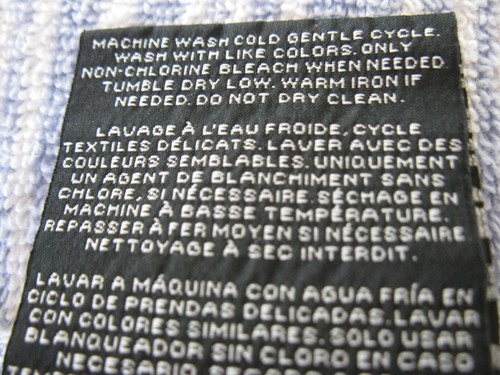 MACHINE WASH COLD GENTLE CYCLE.
WASH WITH LIKE COLORS. ONLY
NON-CHLORINE BLEACH WHEN NEEDED.
TUMBLE DRY LOW. WARM IRON IF
NEEDED. DO NOT DRY CLEAN.
LAVAGE À L'EAU FROIDE, CYCLE
TEXTILES DÉLICATS. LAVER AVEC DES
COULEURS SEMBLABLES. UNIQUEMENT
UN AGENT DE BLANCHIMENT SANS
CHLORE, SI NÉCESSAIRE. SÉCHAGE EN
MACHINE À BASSE TEMPÉRATURE.
REPASSER À FER MOYEN SI NÉCESSAIRE
NETTOYAGE À SEC INTERDIT.
LAVAR A MÁQUINA CON AGUA FRÍA EN
CICLO DE PRENDAS DELICADAS. LAVAR
CON COLORES SIMILARES. SOLO USAR
BLANQUEADOR SIN CLORO EN CASO
NECESARIO